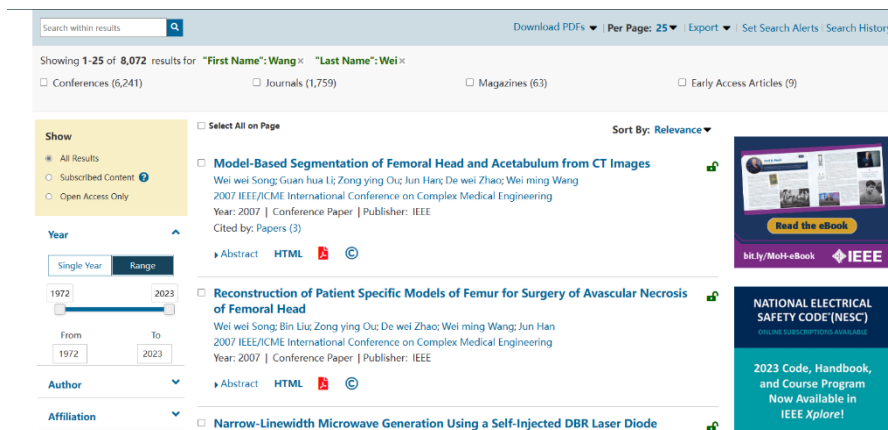 Search within results
Download PDFs | Per Page: 25 | Export | Set Search Alerts | Search History
Showing 1-25 of 8,072 results for "First Name": Wang × "Last Name": Wei ×
Conferences (6,241) Journals (1,759) Magazines (63) Early Access Articles (9)
Show
All Results
Subscribed Content ?
Open Access Only
Year
Single Year Range
1972 2023
From To
1972 2023
Author
Affiliation
Select All on Page
Sort By: Relevance
Model-Based Segmentation of Femoral Head and Acetabulum from CT Images
Wei wei Song; Guan hua Li; Zong ying Ou; Jun Han; De wei Zhao; Wei ming Wang
2007 IEEE/ICME International Conference on Complex Medical Engineering
Year: 2007 | Conference Paper | Publisher: IEEE
Cited by: Papers (3)
Abstract HTML ©
Reconstruction of Patient Specific Models of Femur for Surgery of Avascular Necrosis
of Femoral Head
Wei wei Song; Bin Liu; Zong ying Ou; De wei Zhao; Wei ming Wang; Jun Han
2007 IEEE/ICME International Conference on Complex Medical Engineering
Year: 2007 | Conference Paper | Publisher: IEEE
Abstract HTML ©
Narrow-Linewidth Microwave Generation Using a Self-Injected DBR Laser Diode
Read the eBook
bit.ly/MoH-eBook IEEE
NATIONAL ELECTRICAL
SAFETY CODE®(NESC®)
ONLINE SUBSCRIPTIONS AVAILABLE
2023 Code, Handbook,
and Course Program
Now Available in
IEEE Xplore!